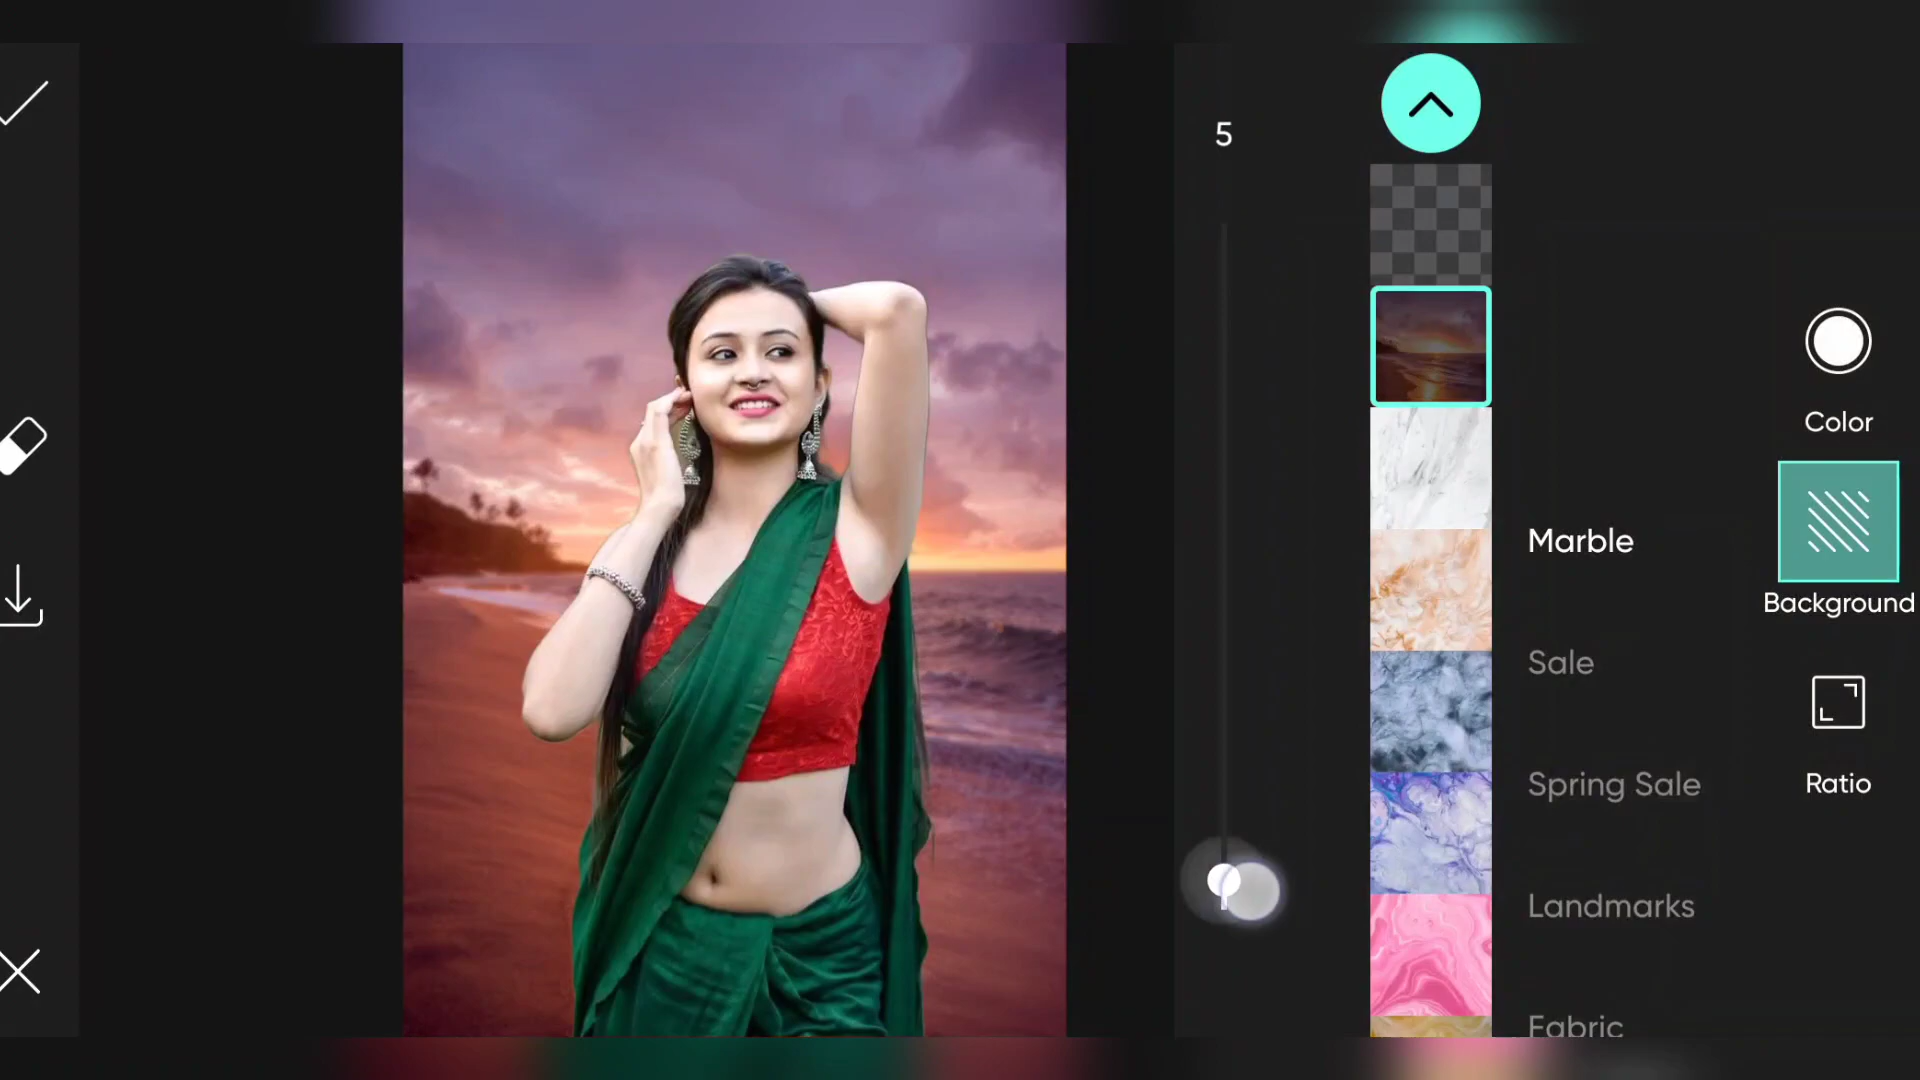 5
Color
Marble
Background
Sale
Spring Sale
Ratio
Landmarks
Fabric